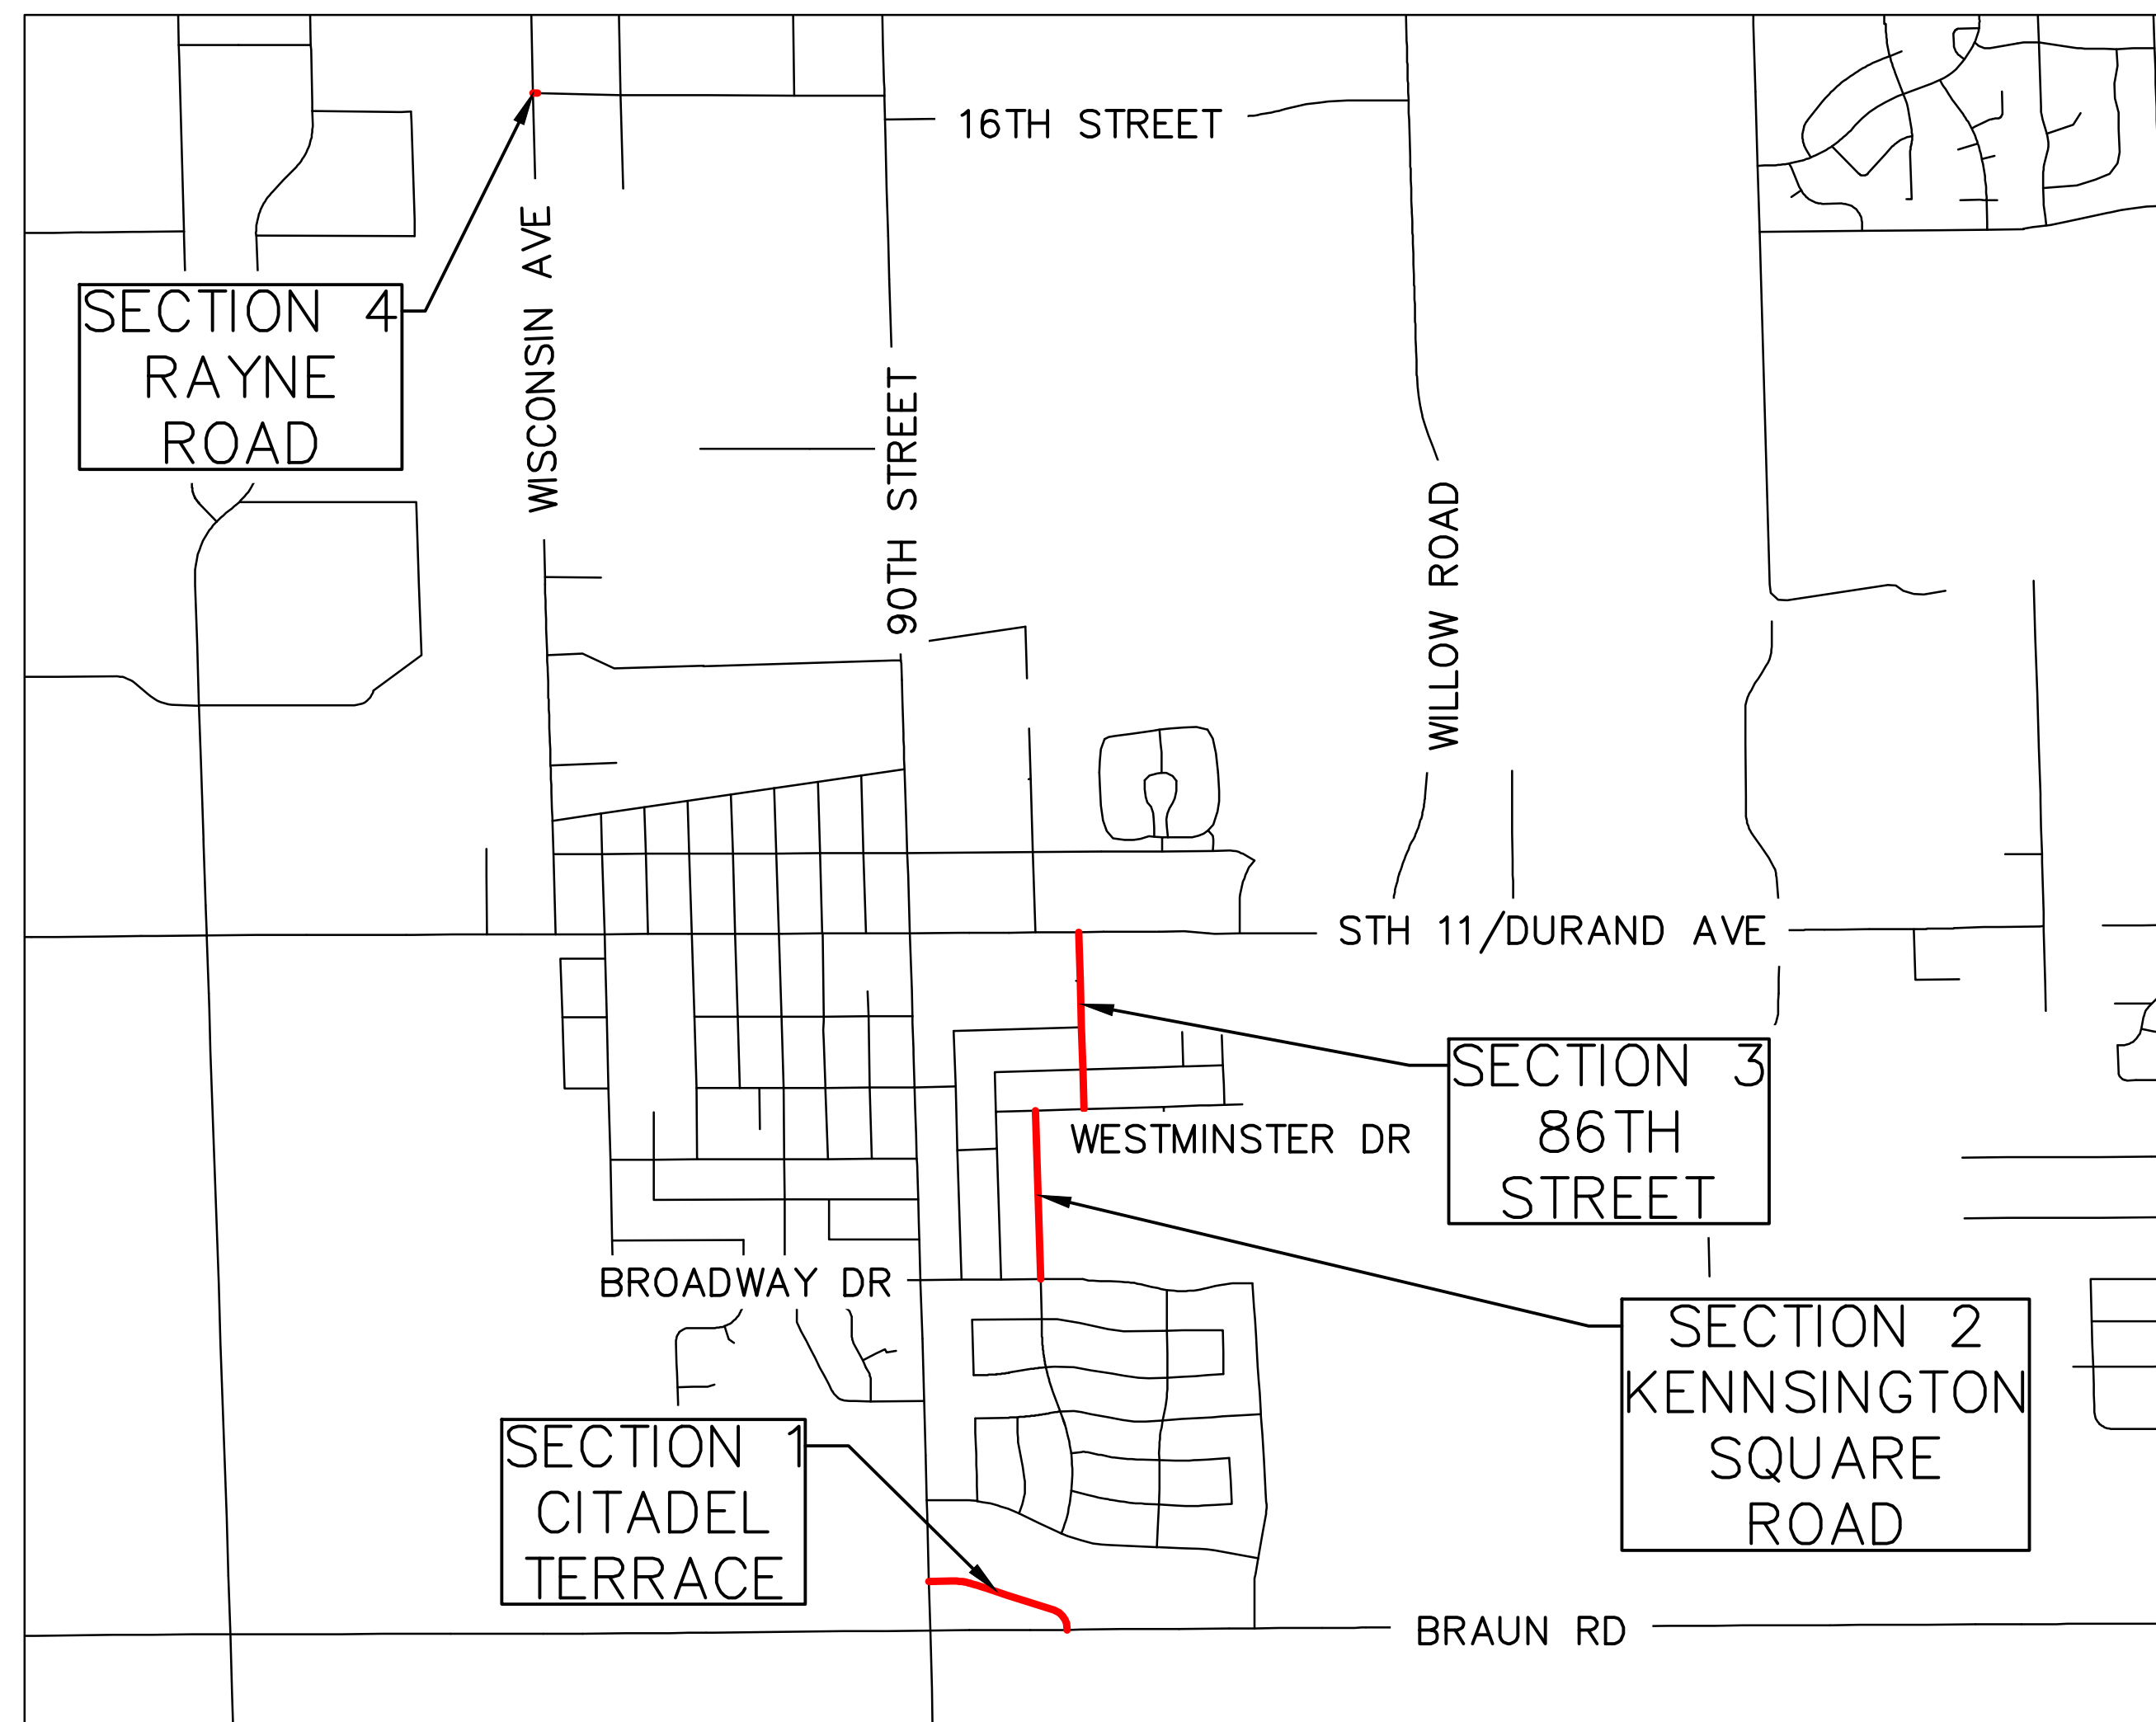 16TH STREET
WISCONSIN AVE
SECTION 4
RAYNE
ROAD
90TH STREET
WILLOW ROAD
STH 11/DURAND AVE
SECTION 3
86TH
STREET
WESTMINSTER DR
BROADWAY DR
SECTION 2
KENNSINGTON
SQUARE
ROAD
SECTION 1
CITADEL
TERRACE
BRAUN RD